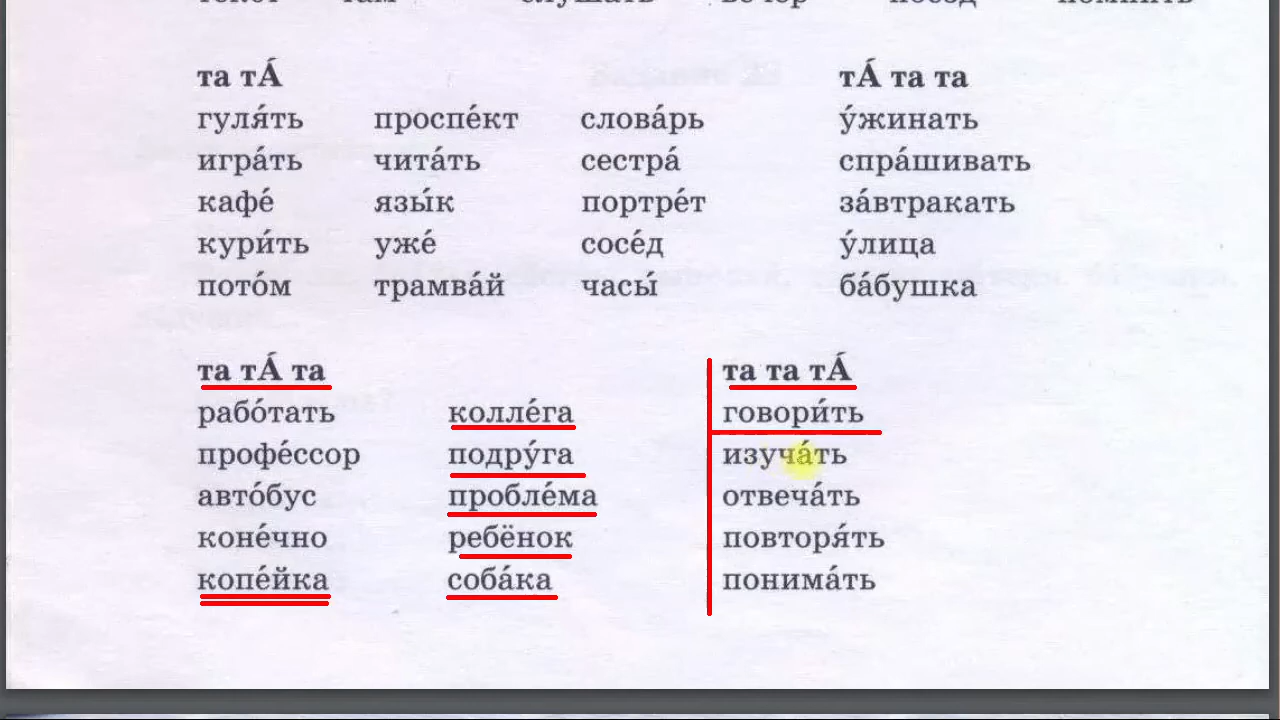 та тА́ тА́ та та
гуля́ть проспе́кт слова́рь у́жинать
игра́ть чита́ть сестра́ спра́шивать
кафе́ язы́к портре́т за́втракать
кури́ть уже́ сосе́д у́лица
пото́м трамва́й часы́ ба́бушка
та тА́ та та та тА́
рабо́тать колле́га говори́ть
профе́ссор подру́га изуча́ть
авто́бус пробле́ма отвеча́ть
коне́чно ребёнок повторя́ть
копе́йка соба́ка понима́ть